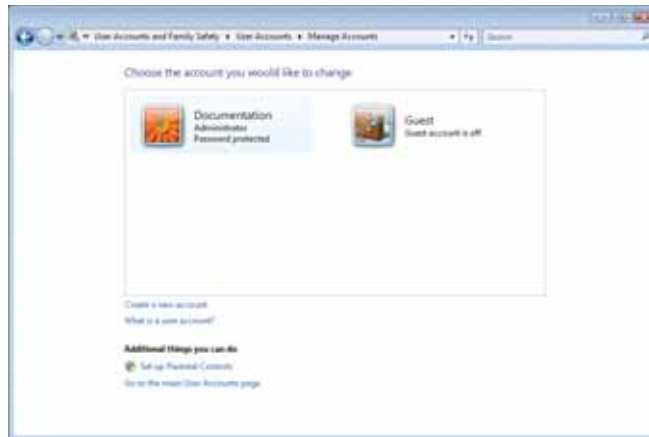 User Accounts and Family Safety ▸ User Accounts ▸ Manage Accounts
Search
Choose the account you would like to change
Documentation
Administrator
Password protected
Guest
Guest account is off
Create a new account
What is a user account?
Additional things you can do
Set up Parental Controls
Go to the main User Accounts page